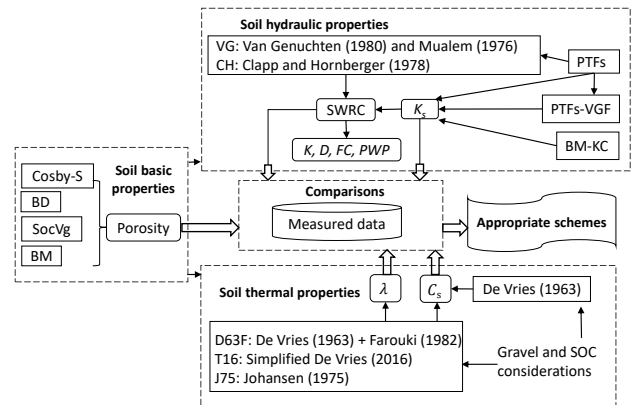 Soil hydraulic properties
VG: Van Genuchten (1980) and Mualem (1976)
CH: Clapp and Hornberger (1978)
PTFs
SWRC
Ks
PTFs-VGF
K, D, FC, PWP
BM-KC
Soil basic
properties
Cosby-S
BD
SocVg
BM
Porosity
Comparisons
Measured data
Appropriate schemes
Soil thermal properties
λ
Cs
De Vries (1963)
D63F: De Vries (1963) + Farouki (1982)
T16: Simplified De Vries (2016)
J75: Johansen (1975)
Gravel and SOC
considerations